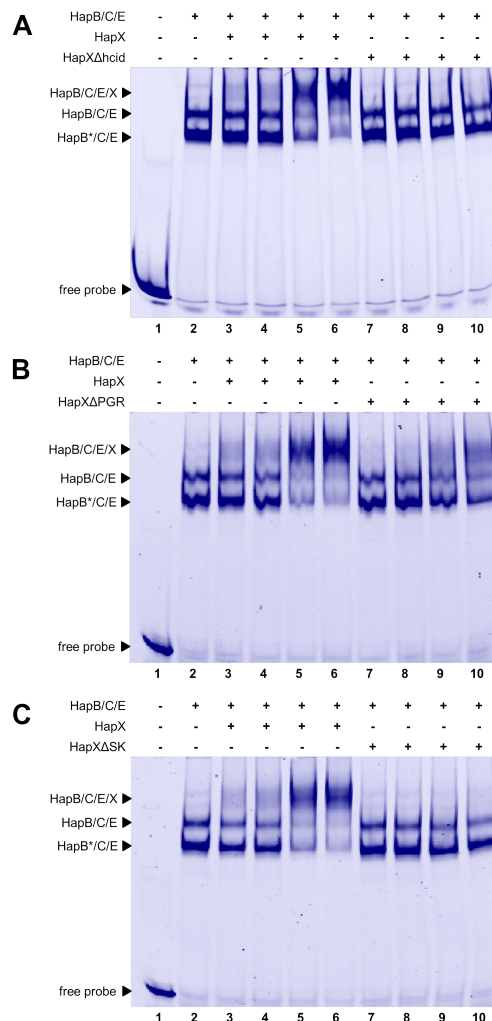 A
HapB/C/E - + + + + + + + + +
HapX - - + + + + - - - -
HapXΔhcid - - - - - - + + + +
HapB/C/E/X
HapB/C/E
HapB*/C/E
free probe
1 2 3 4 5 6 7 8 9 10
B
HapB/C/E - + + + + + + + + +
HapX - - + + + + - - - -
HapXΔPGR - - - - - - + + + +
HapB/C/E/X
HapB/C/E
HapB*/C/E
free probe
1 2 3 4 5 6 7 8 9 10
C
HapB/C/E - + + + + + + + + +
HapX - - + + + + - - - -
HapXΔSK - - - - - - + + + +
HapB/C/E/X
HapB/C/E
HapB*/C/E
free probe
1 2 3 4 5 6 7 8 9 10